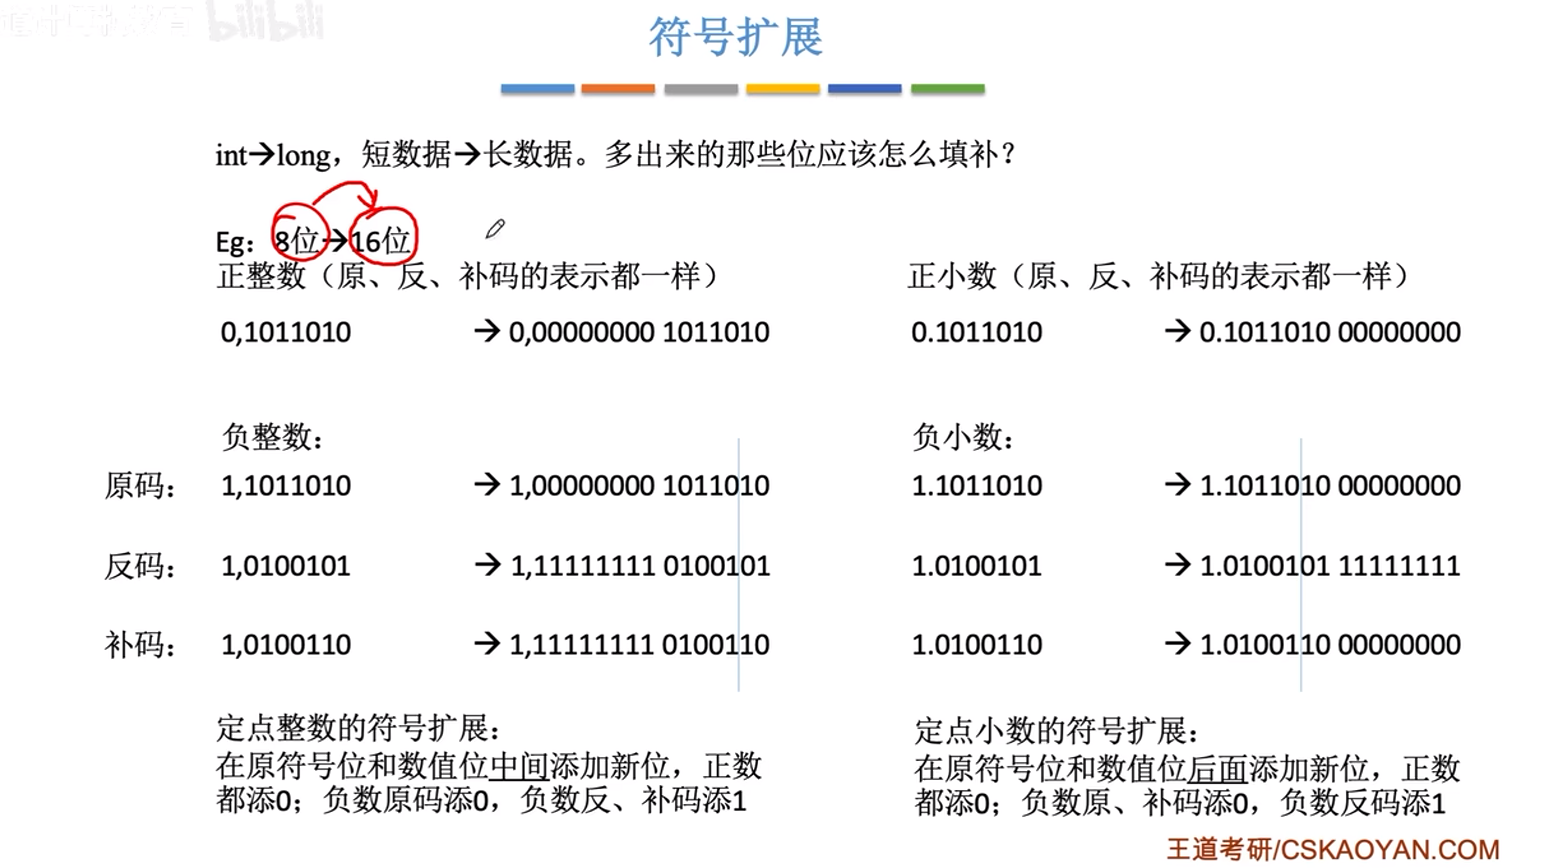 bilibili
符号扩展
int→long，短数据→长数据。多出来的那些位应该怎么填补？
Eg：8位→16位
正整数（原、反、补码的表示都一样）
正小数（原、反、补码的表示都一样）
0,1011010 → 0,00000000 1011010
0.1011010 → 0.1011010 00000000
负整数：
负小数：
原码： 1,1011010 → 1,00000000 1011010
1.1011010 → 1.1011010 00000000
反码： 1,0100101 → 1,11111111 0100101
1.0100101 → 1.0100101 11111111
补码： 1,0100110 → 1,11111111 0100110
1.0100110 → 1.0100110 00000000
定点整数的符号扩展：
在原符号位和数值位中间添加新位，正数
都添0；负数原码添0，负数反、补码添1
定点小数的符号扩展：
在原符号位和数值位后面添加新位，正数
都添0；负数原、补码添0，负数反码添1
王道考研/CSKAOYAN.COM